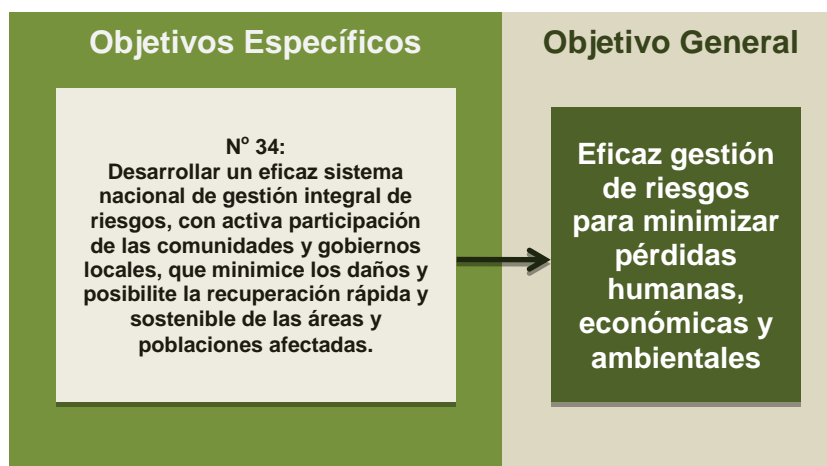 Objetivos Específicos
Objetivo General
Nº 34:
Desarrollar un eficaz sistema
nacional de gestión integral de
riesgos, con activa participación
de las comunidades y gobiernos
locales, que minimice los daños y
posibilite la recuperación rápida y
sostenible de las áreas y
poblaciones afectadas.
Eficaz gestión
de riesgos
para minimizar
pérdidas
humanas,
económicas y
ambientales